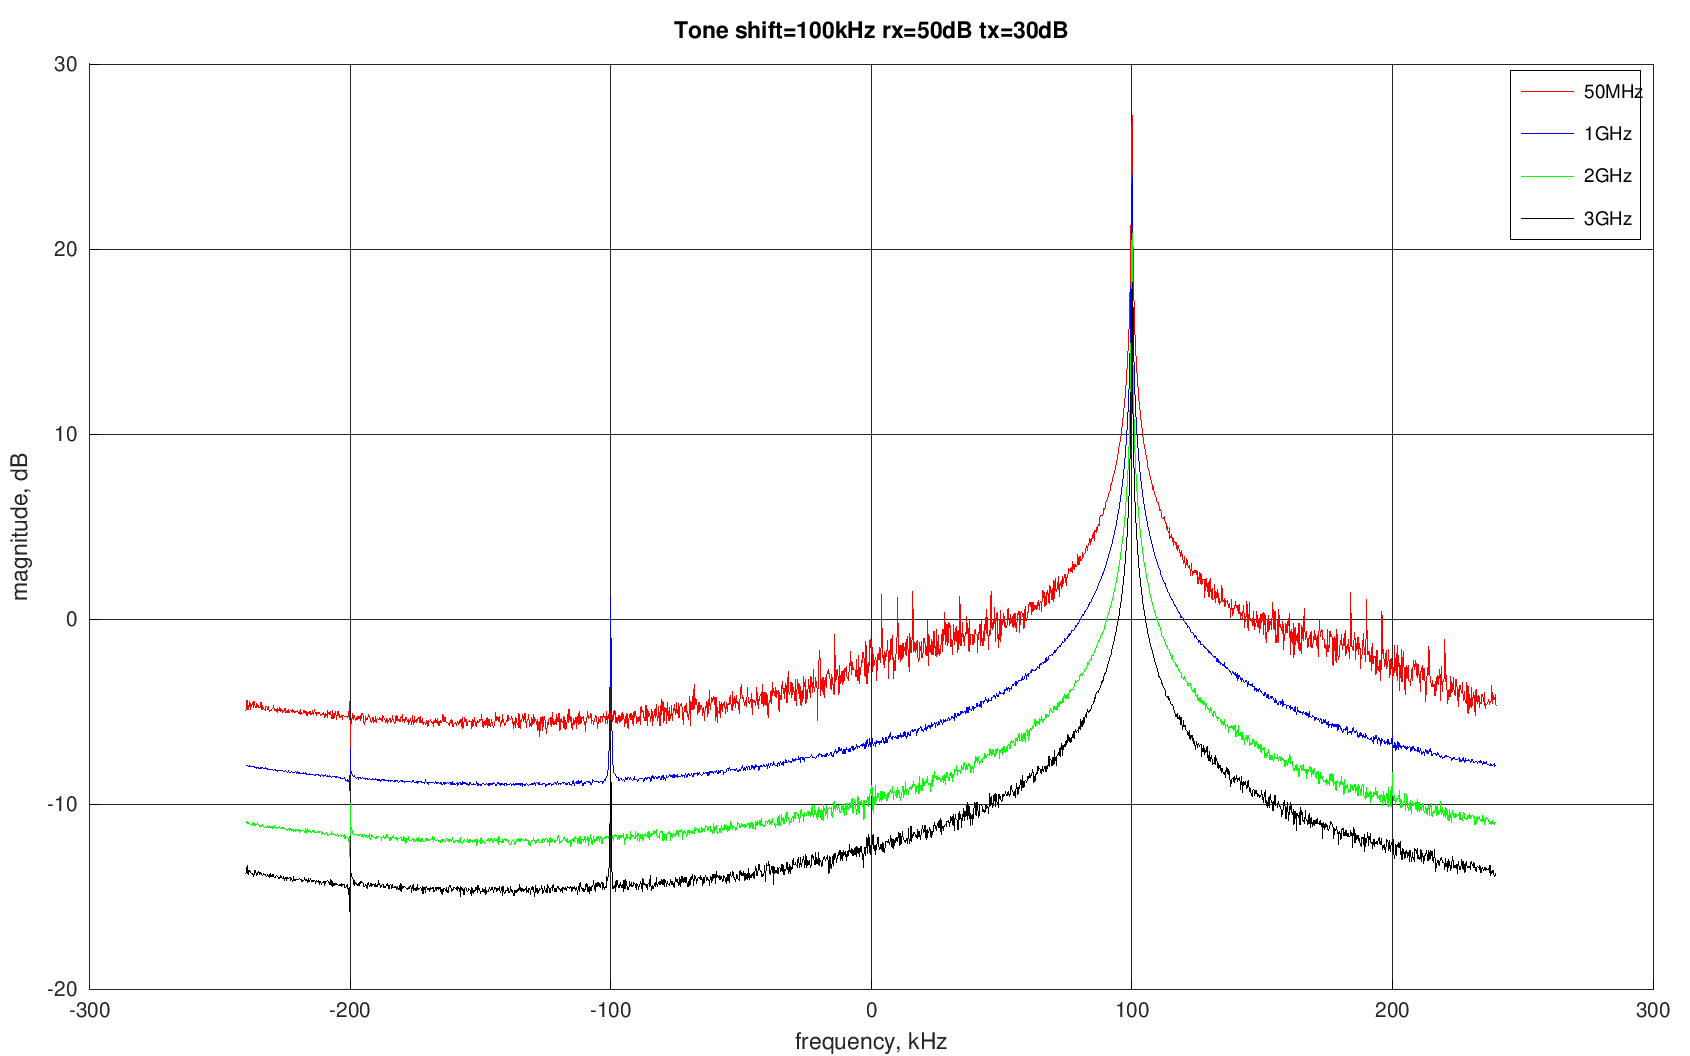 Tone shift=100kHz rx=50dB tx=30dB
30
20
10
0
-10
-20
magnitude, dB
50MHz
1GHz
2GHz
3GHz
-300
-200
-100
0
100
200
300
frequency, kHz